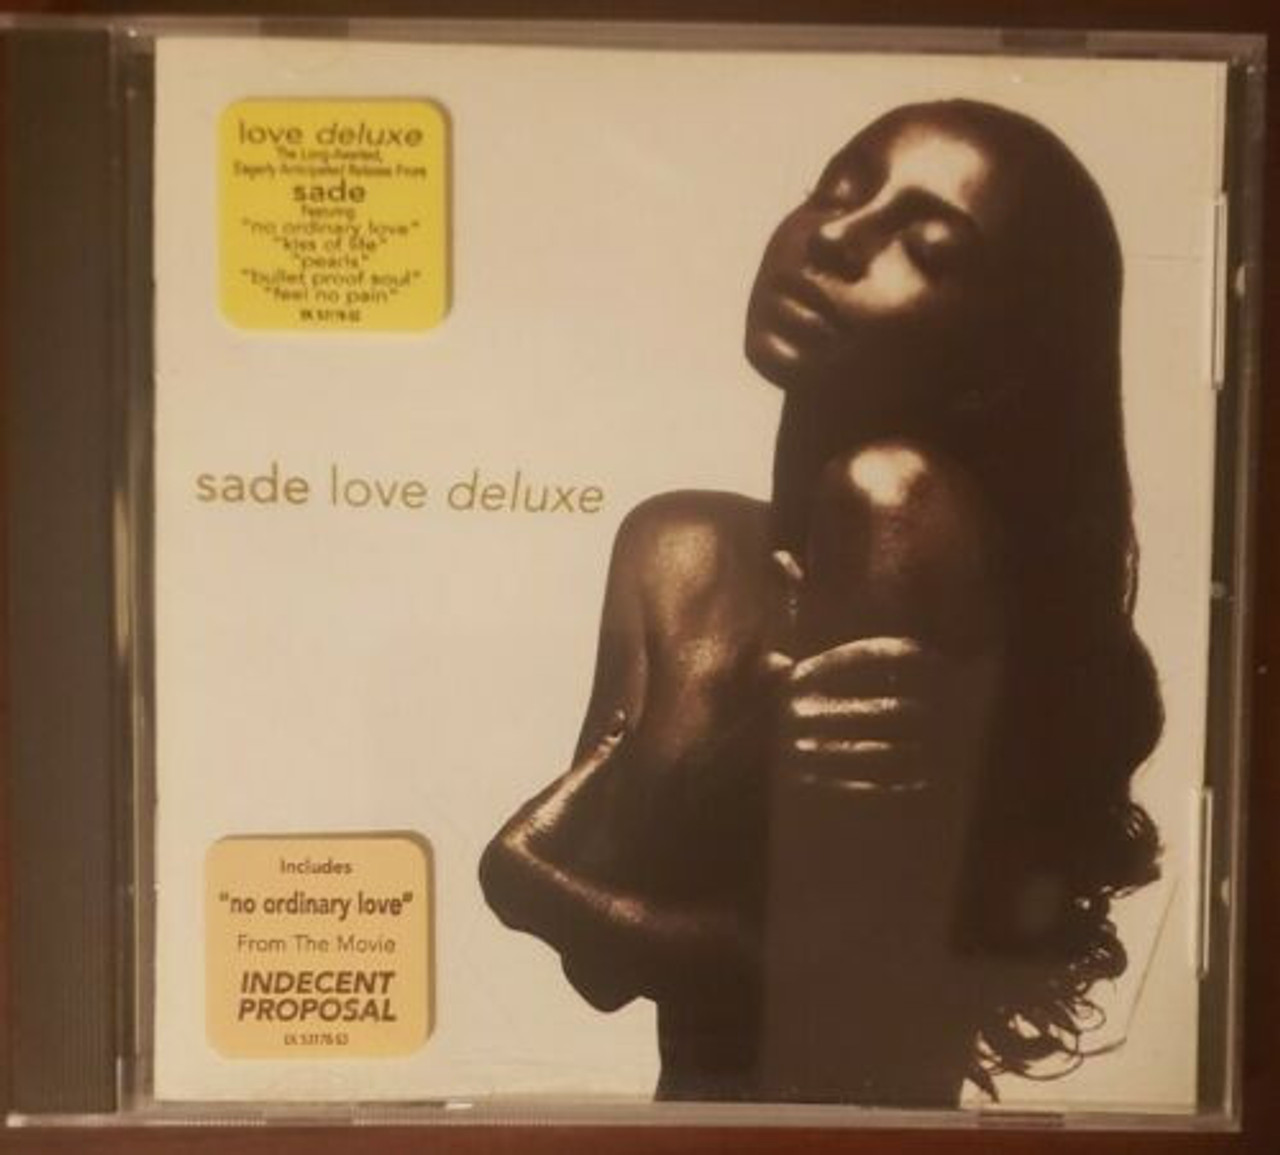 love deluxe
The Long-Awaited,
Eagerly Anticipated Release From
sade
Featuring
"no ordinary love"
"kiss of life"
"pearls"
"bullet proof soul"
"feel no pain"
sade love deluxe
Includes
"no ordinary love"
From The Movie
INDECENT
PROPOSAL